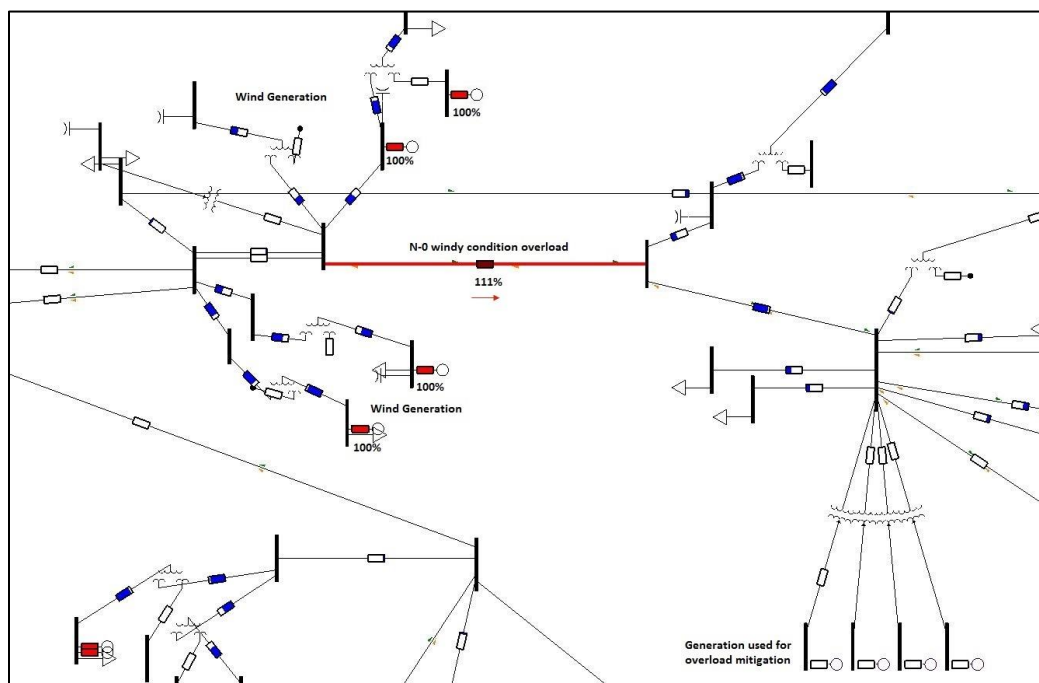 Wind Generation
100%
100%
N-0 windy condition overload
111%
100%
Wind Generation
100%
Generation used for
overload mitigation